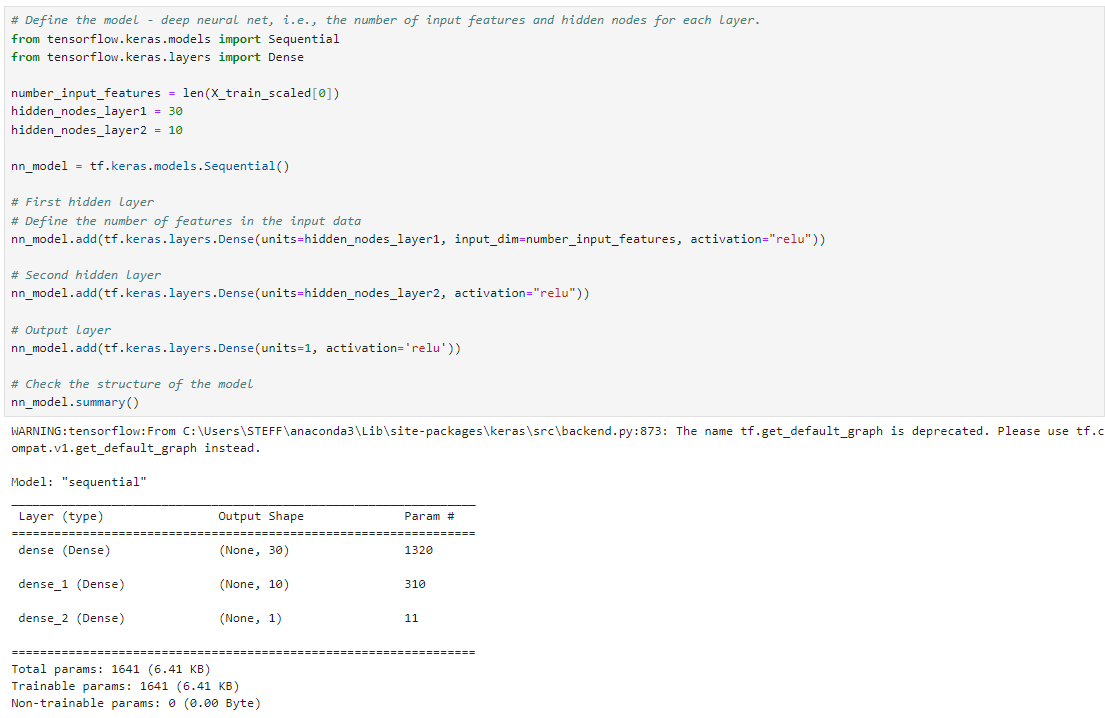 # Define the model - deep neural net, i.e., the number of input features and hidden nodes for each layer.
from tensorflow.keras.models import Sequential
from tensorflow.keras.layers import Dense
number_input_features = len(X_train_scaled[0])
hidden_nodes_layer1 = 30
hidden_nodes_layer2 = 10
nn_model = tf.keras.models.Sequential()
# First hidden layer
# Define the number of features in the input data
nn_model.add(tf.keras.layers.Dense(units=hidden_nodes_layer1, input_dim=number_input_features, activation="relu"))
# Second hidden layer
nn_model.add(tf.keras.layers.Dense(units=hidden_nodes_layer2, activation="relu"))
# Output layer
nn_model.add(tf.keras.layers.Dense(units=1, activation='relu'))
# Check the structure of the model
nn_model.summary()
WARNING:tensorflow:From C:\Users\STEFF\anaconda3\Lib\site-packages\keras\src\backend.py:873: The name tf.get_default_graph is deprecated. Please use tf.c
ompat.v1.get_default_graph instead.
Model: "sequential"
_________________________________________________________________
Layer (type) Output Shape Param #
=================================================================
dense (Dense) (None, 30) 1320
dense_1 (Dense) (None, 10) 310
dense_2 (Dense) (None, 1) 11
=================================================================
Total params: 1641 (6.41 KB)
Trainable params: 1641 (6.41 KB)
Non-trainable params: 0 (0.00 Byte)